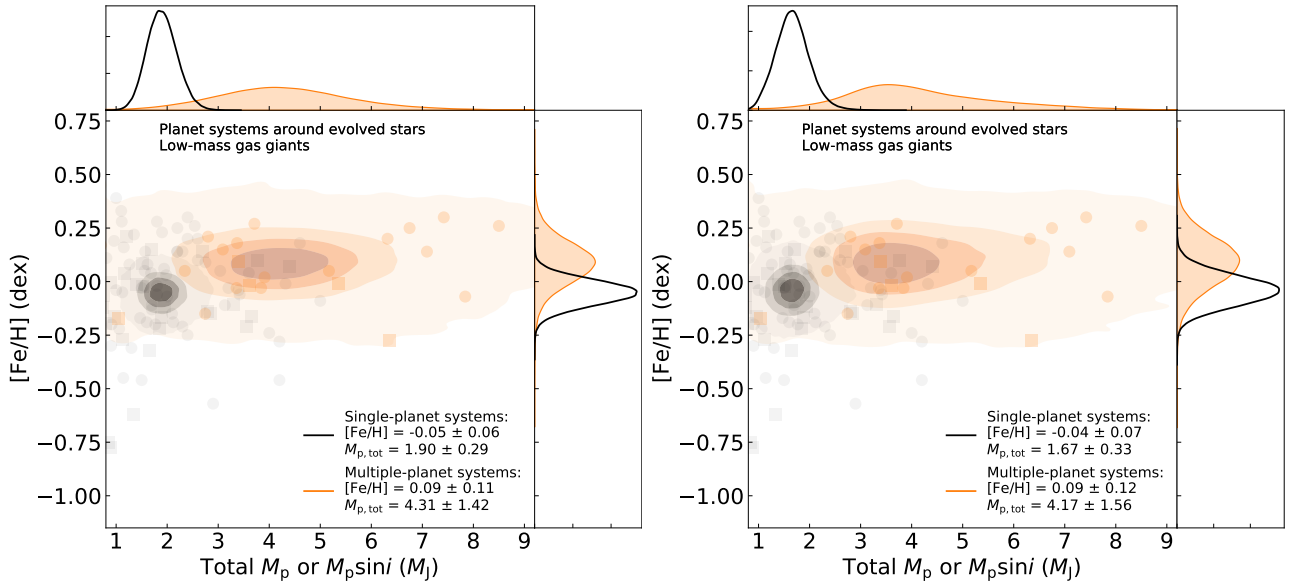 Planet systems around evolved stars
Low-mass gas giants
[Fe/H] (dex)
0.75
0.50
0.25
0.00
−0.25
−0.50
−0.75
−1.00
Single-planet systems:
[Fe/H] = -0.05 ± 0.06
Mp, tot = 1.90 ± 0.29
Multiple-planet systems:
[Fe/H] = 0.09 ± 0.11
Mp, tot = 4.31 ± 1.42
1 2 3 4 5 6 7 8 9
Total Mp or Mpsini (MJ)
Planet systems around evolved stars
Low-mass gas giants
[Fe/H] (dex)
0.75
0.50
0.25
0.00
−0.25
−0.50
−0.75
−1.00
Single-planet systems:
[Fe/H] = -0.04 ± 0.07
Mp, tot = 1.67 ± 0.33
Multiple-planet systems:
[Fe/H] = 0.09 ± 0.12
Mp, tot = 4.17 ± 1.56
1 2 3 4 5 6 7 8 9
Total Mp or Mpsini (MJ)